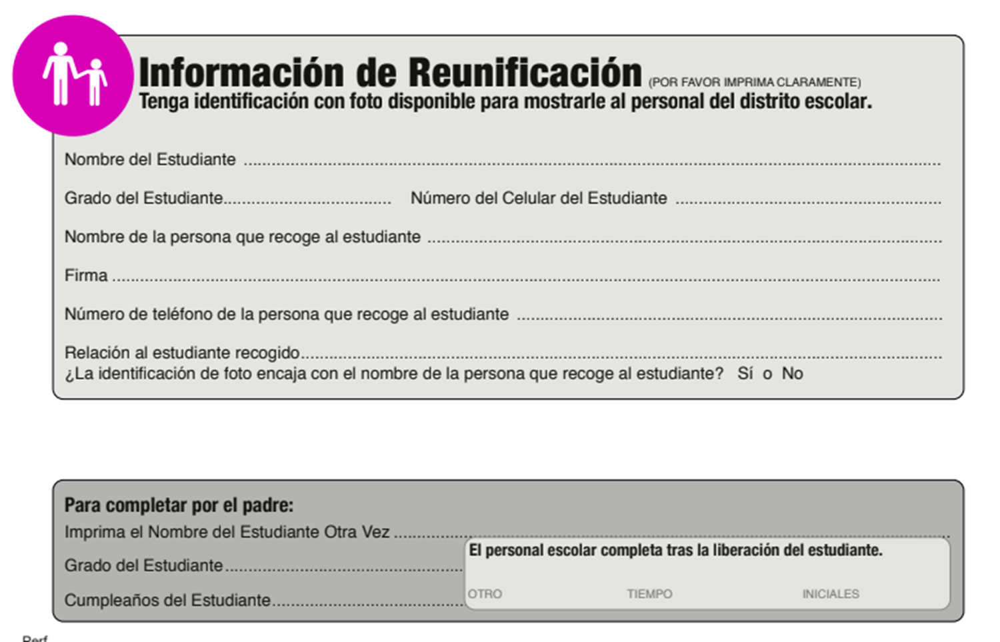 Información de Reunificación (POR FAVOR IMPRIMA CLARAMENTE)
Tenga identificación con foto disponible para mostrarle al personal del distrito escolar.
Nombre del Estudiante
Grado del Estudiante Número del Celular del Estudiante
Nombre de la persona que recoge al estudiante
Firma
Número de teléfono de la persona que recoge al estudiante
Relación al estudiante recogido
¿La identificación de foto encaja con el nombre de la persona que recoge al estudiante? Sí o No
Para completar por el padre:
Imprima el Nombre del Estudiante Otra Vez
El personal escolar completa tras la liberación del estudiante.
Grado del Estudiante
OTRO TIEMPO INICIALES
Cumpleaños del Estudiante
Perf